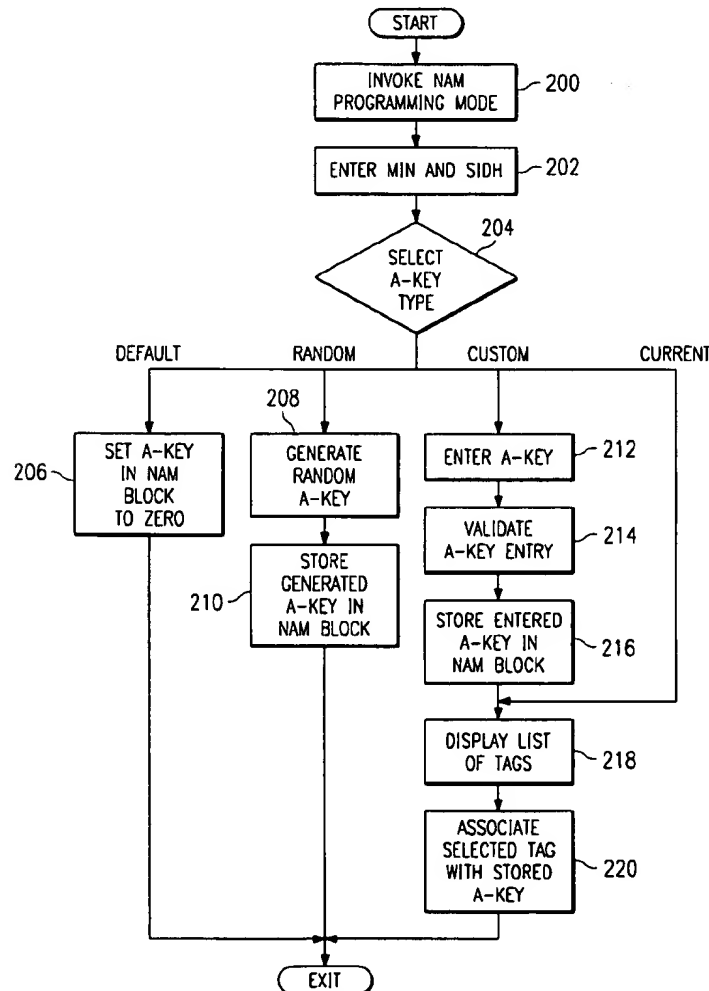 START
INVOKE NAM
PROGRAMMING MODE
200
ENTER MIN AND SIDH
202
204
SELECT
A-KEY
TYPE
DEFAULT
RANDOM
CUSTOM
CURRENT
206
SET A-KEY
IN NAM
BLOCK
TO ZERO
208
GENERATE
RANDOM
A-KEY
210
STORE
GENERATED
A-KEY IN
NAM BLOCK
ENTER A-KEY
212
VALIDATE
A-KEY ENTRY
214
STORE ENTERED
A-KEY IN
NAM BLOCK
216
DISPLAY LIST
OF TAGS
218
ASSOCIATE
SELECTED TAG
WITH STORED
A-KEY
220
EXIT